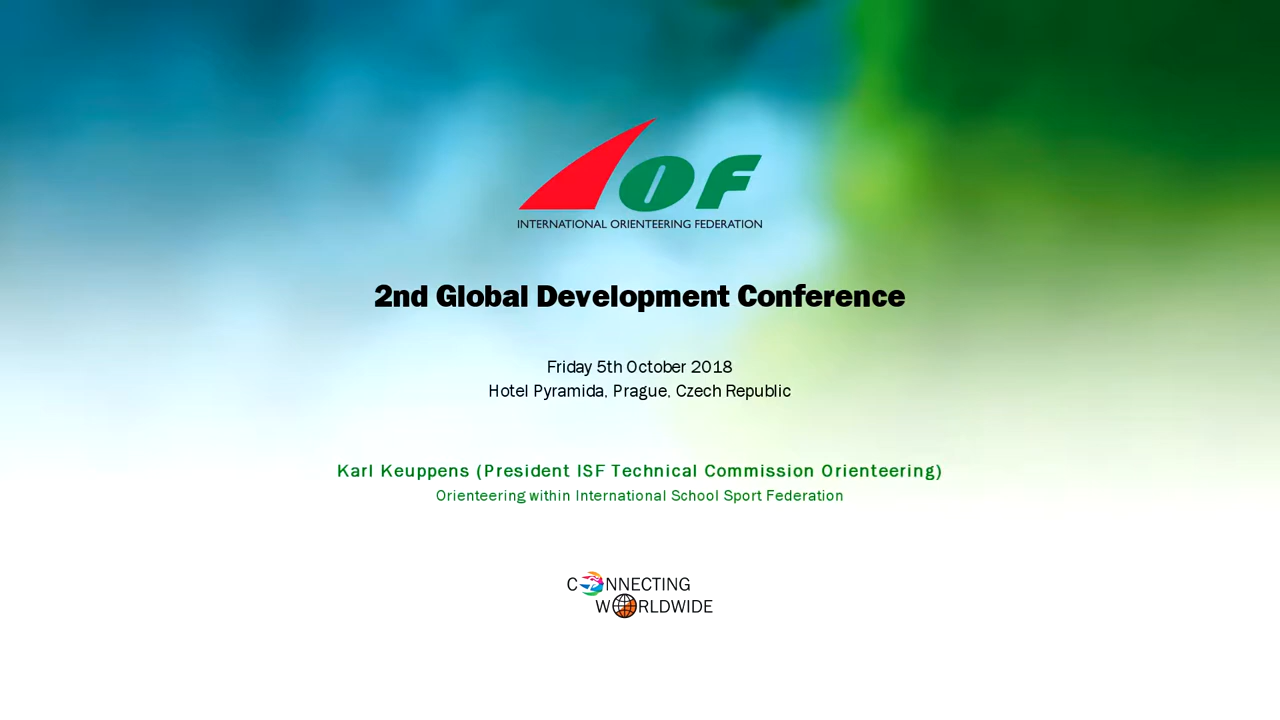 IOF
INTERNATIONAL ORIENTEERING FEDERATION
2nd Global Development Conference
Friday 5th October 2018
Hotel Pyramida, Prague, Czech Republic
Karl Keuppens (President ISF Technical Commission Orienteering)
Orienteering within International School Sport Federation
CONNECTING
WORLDWIDE